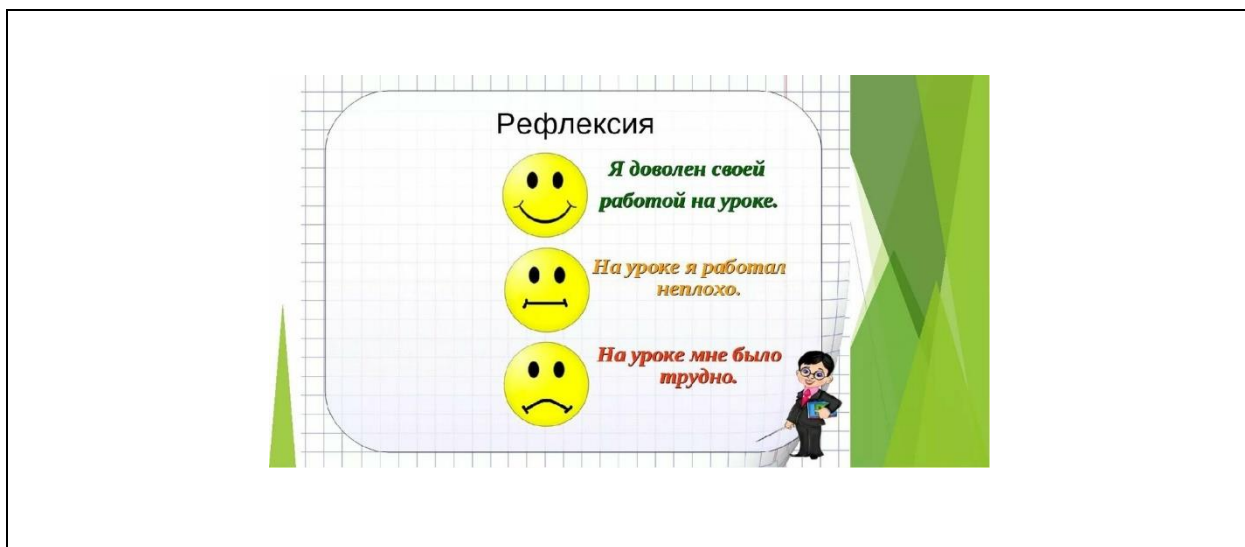 Рефлексия
Я доволен своей
работой на уроке.
На уроке я работал
неплохо.
На уроке мне было
трудно.